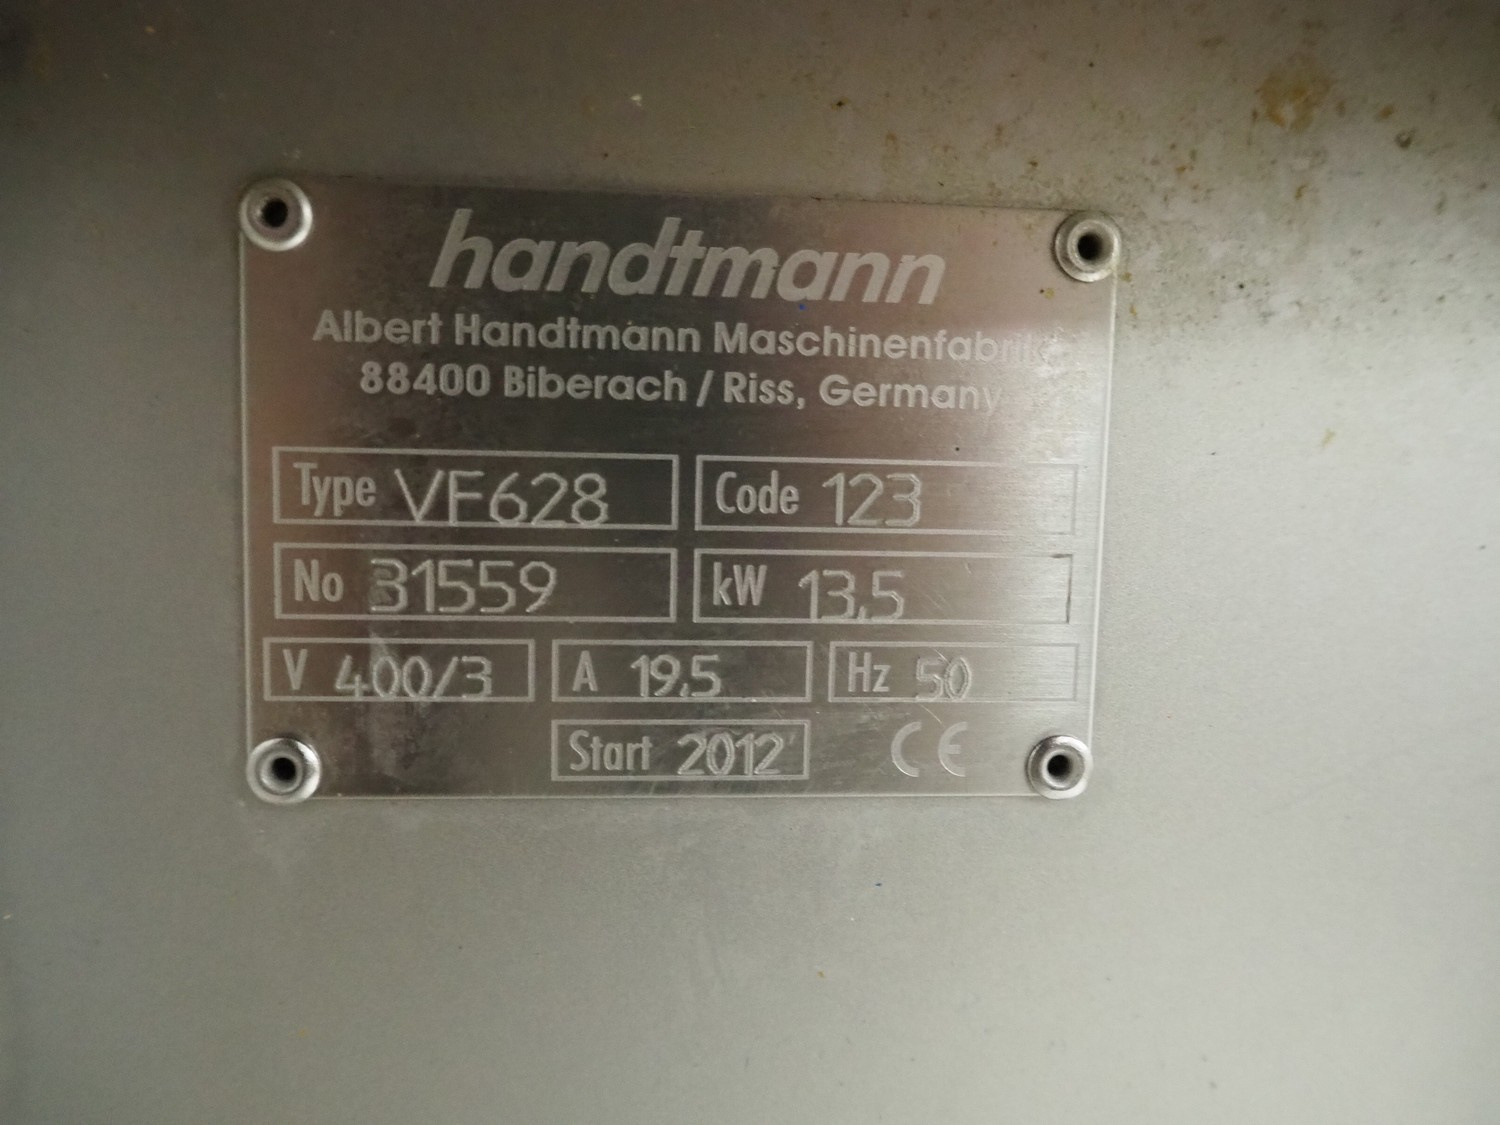 handtmann
Albert Handtmann Maschinenfabrik
88400 Biberach / Riss, Germany
Type VF628 Code 123
No 31559 kW 13,5
V 400/3 A 19,5 Hz 50
Start 2012 CE